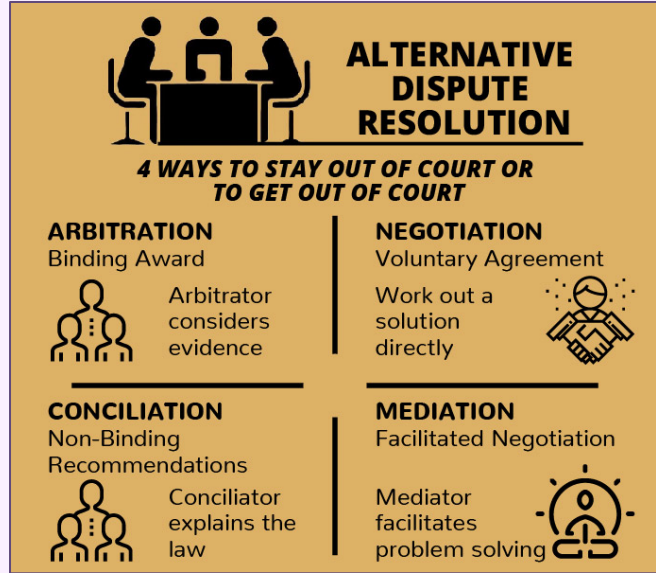 ALTERNATIVE
DISPUTE
RESOLUTION
4 WAYS TO STAY OUT OF COURT OR
TO GET OUT OF COURT
ARBITRATION
Binding Award
Arbitrator
considers
evidence
NEGOTIATION
Voluntary Agreement
Work out a
solution
directly
CONCILIATION
Non-Binding
Recommendations
Conciliator
explains the
law
MEDIATION
Facilitated Negotiation
Mediator
facilitates
problem solving